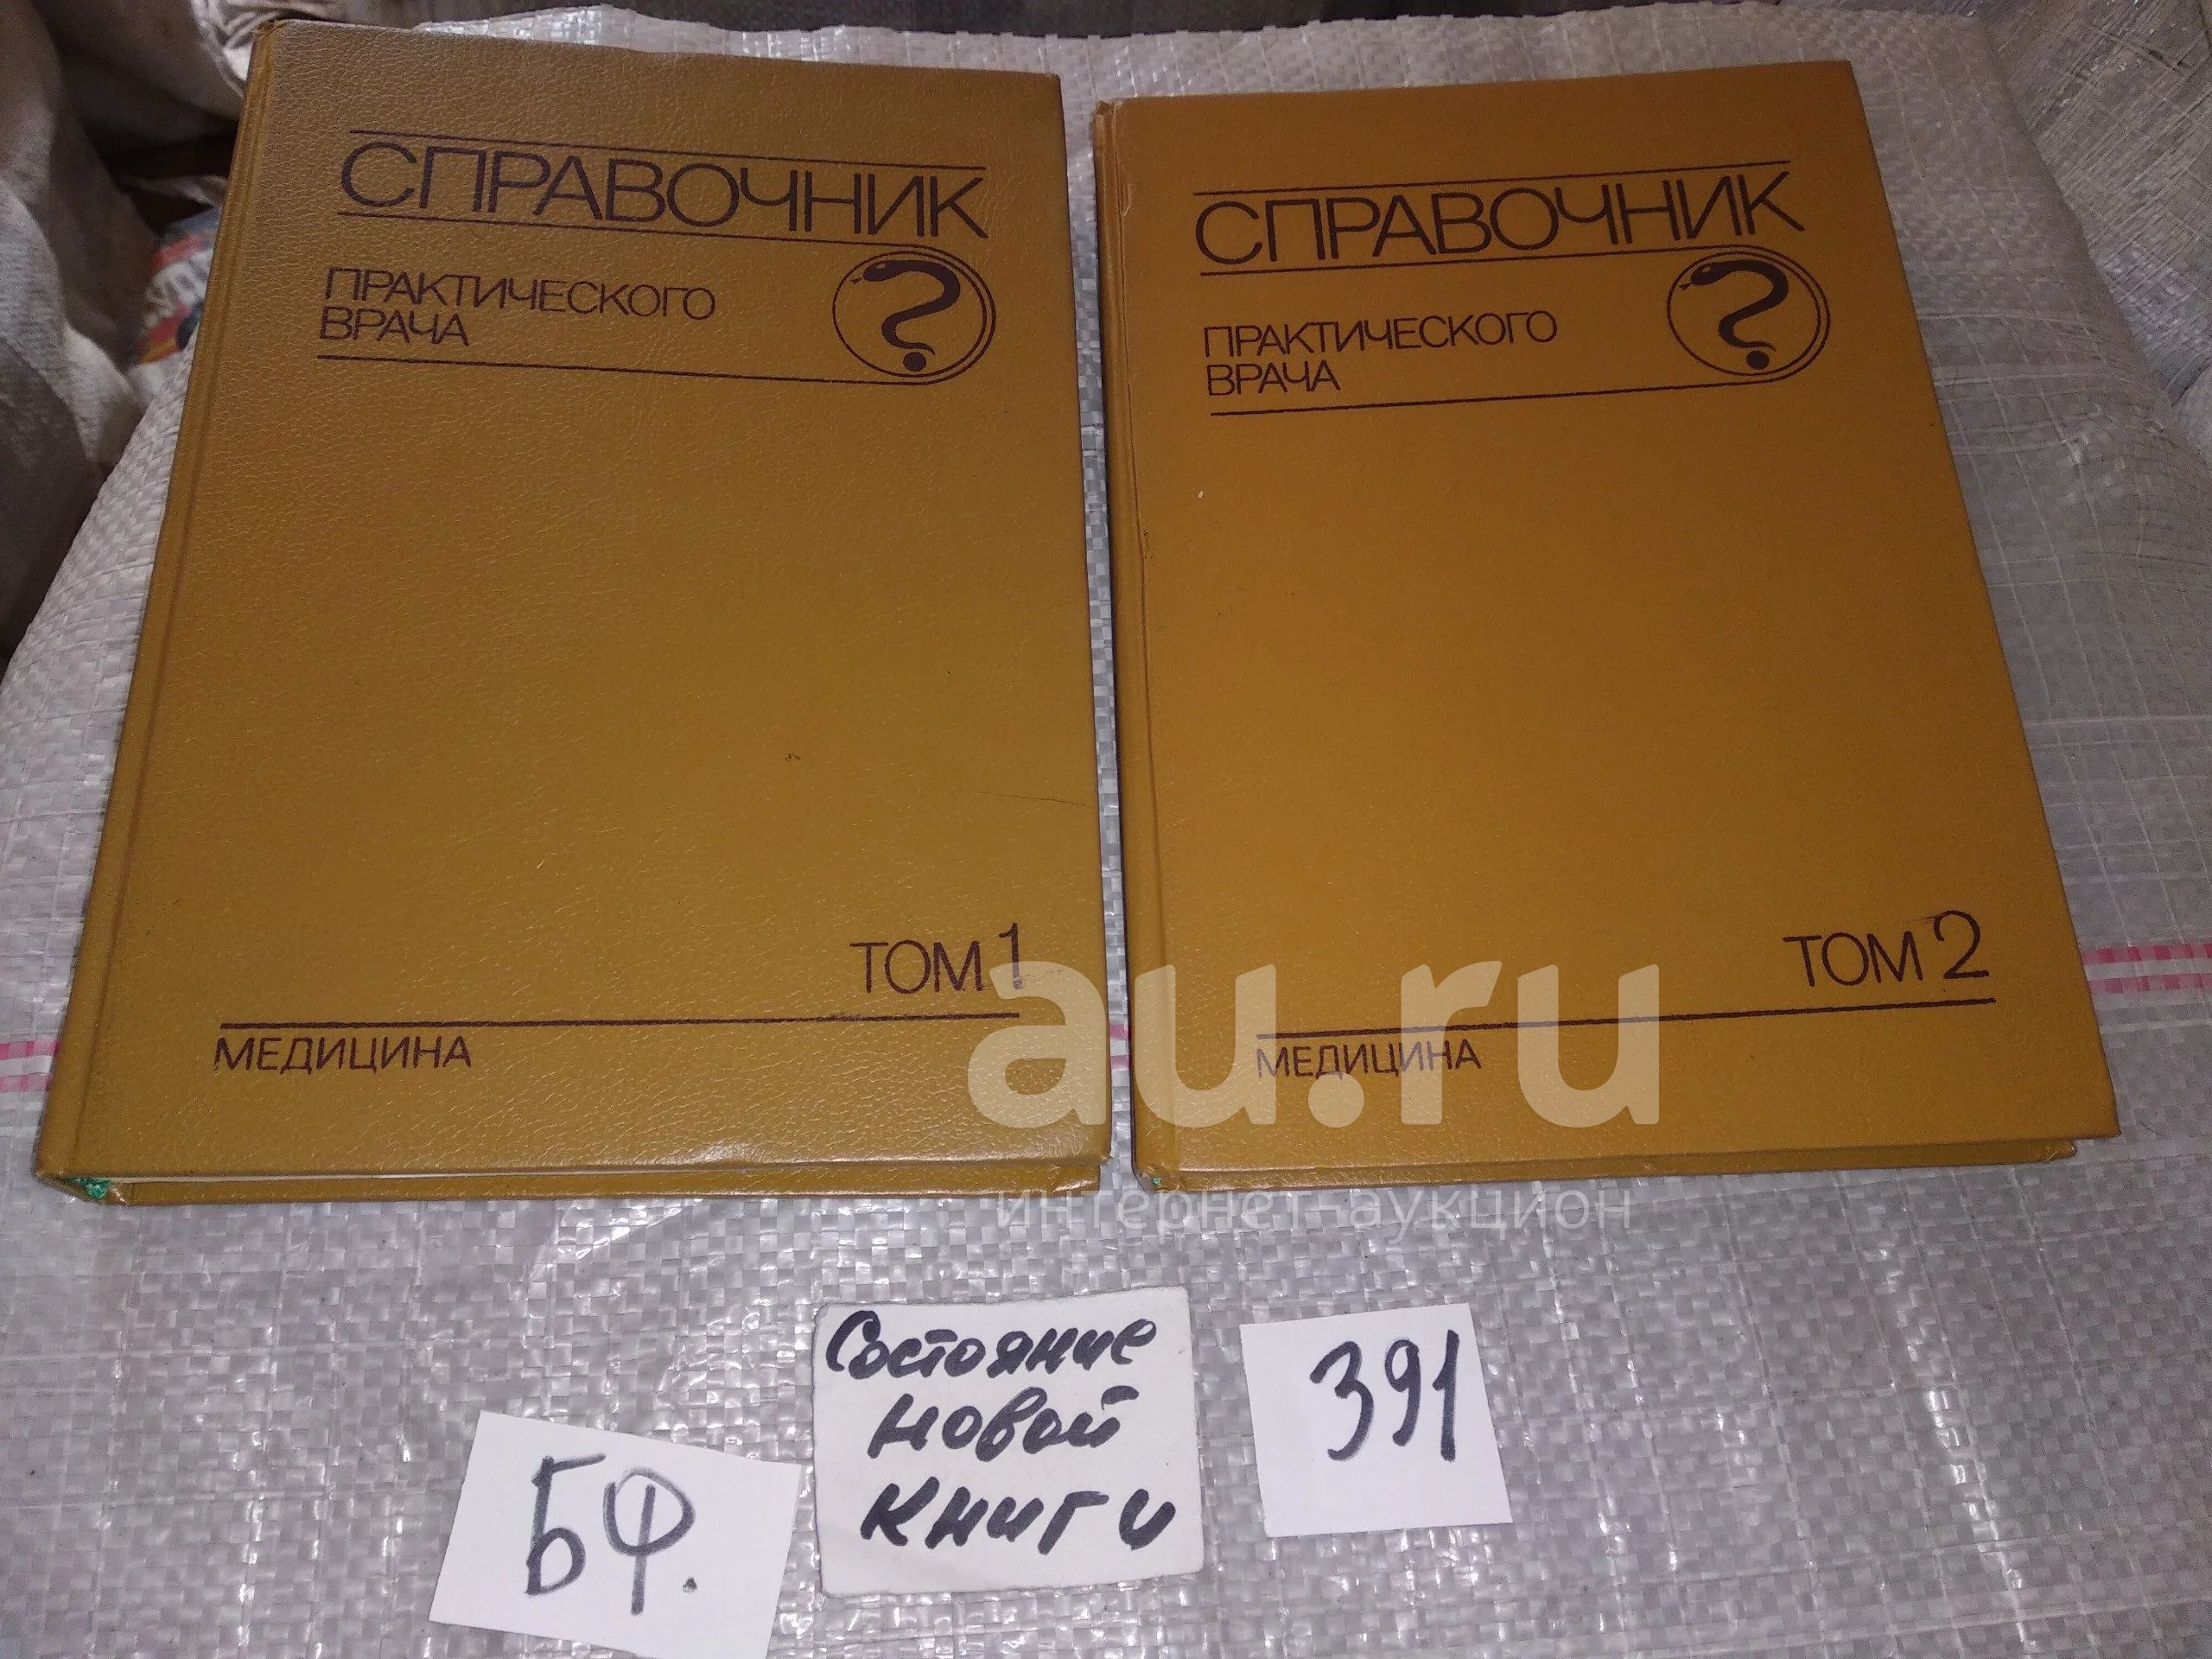 СПРАВОЧНИК
ПРАКТИЧЕСКОГО
ВРАЧА
ТОМ 1
МЕДИЦИНА
СПРАВОЧНИК
ПРАКТИЧЕСКОГО
ВРАЧА
ТОМ 2
МЕДИЦИНА
au.ru
интернет-аукцион
Состояние
новой
книги
391
БФ.